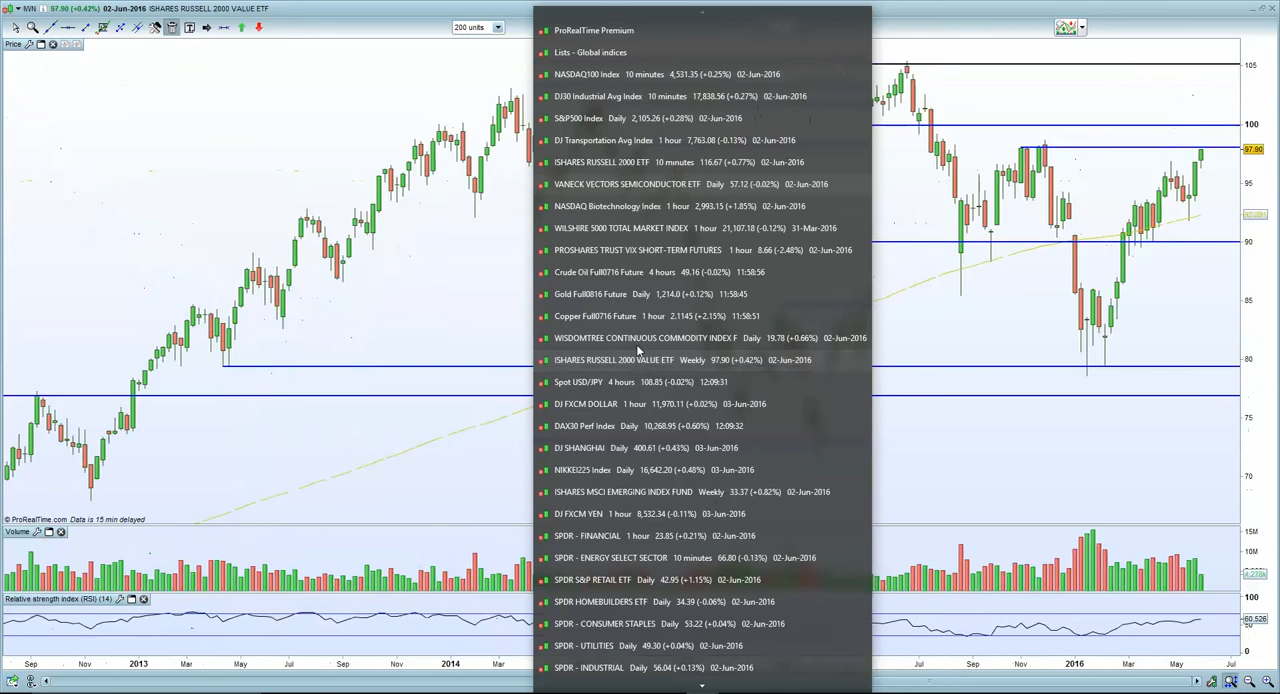 IWN 97.90 (+0.42%) 02-Jun-2016 ISHARES RUSSELL 2000 VALUE ETF
200 units
Price
ProRealTime Premium
Lists - Global indices
NASDAQ100 Index 10 minutes 4,531.35 (+0.25%) 02-Jun-2016
DJ30 Industrial Avg Index 10 minutes 17,838.56 (+0.27%) 02-Jun-2016
S&P500 Index Daily 2,105.26 (+0.28%) 02-Jun-2016
DJ Transportation Avg Index 1 hour 7,763.08 (-0.13%) 02-Jun-2016
ISHARES RUSSELL 2000 ETF 10 minutes 116.67 (+0.77%) 02-Jun-2016
VANECK VECTORS SEMICONDUCTOR ETF Daily 57.12 (-0.02%) 02-Jun-2016
NASDAQ Biotechnology Index 1 hour 2,993.15 (+1.85%) 02-Jun-2016
WILSHIRE 5000 TOTAL MARKET INDEX 1 hour 21,107.18 (-0.12%) 31-Mar-2016
PROSHARES TRUST VIX SHORT-TERM FUTURES 1 hour 8.66 (-2.48%) 02-Jun-2016
Crude Oil Full0716 Future 4 hours 49.16 (-0.02%) 11:58:56
Gold Full0816 Future Daily 1,214.0 (+0.12%) 11:58:45
Copper Full0716 Future 1 hour 2.1145 (+2.15%) 11:58:51
WISDOMTREE CONTINUOUS COMMODITY INDEX F Daily 19.78 (+0.66%) 02-Jun-2016
ISHARES RUSSELL 2000 VALUE ETF Weekly 97.90 (+0.42%) 02-Jun-2016
Spot USD/JPY 4 hours 108.85 (-0.02%) 12:09:31
DJ FXCM DOLLAR 1 hour 11,970.11 (+0.02%) 03-Jun-2016
DAX30 Perf Index Daily 10,268.95 (+0.60%) 12:09:32
DJ SHANGHAI Daily 400.61 (+0.43%) 03-Jun-2016
NIKKEI225 Index Daily 16,642.20 (+0.48%) 03-Jun-2016
ISHARES MSCI EMERGING INDEX FUND Weekly 33.37 (+0.82%) 02-Jun-2016
DJ FXCM YEN 1 hour 8,532.34 (-0.11%) 03-Jun-2016
SPDR - FINANCIAL 1 hour 23.85 (+0.21%) 02-Jun-2016
SPDR - ENERGY SELECT SECTOR 10 minutes 66.80 (-0.13%) 02-Jun-2016
SPDR S&P RETAIL ETF Daily 42.95 (+1.15%) 02-Jun-2016
SPDR HOMEBUILDERS ETF Daily 34.39 (-0.06%) 02-Jun-2016
SPDR - CONSUMER STAPLES Daily 53.22 (+0.04%) 02-Jun-2016
SPDR - UTILITIES Daily 49.30 (+0.04%) 02-Jun-2016
SPDR - INDUSTRIAL Daily 56.04 (+0.13%) 02-Jun-2016
105
100
97.90
95
90
85
80
75
70
© ProRealTime.com Data is 15 min delayed
Volume
15M
10M
Relative strength index (RSI) (14)
100
60.526
0
Sep Nov 2013 Mar May Jul Sep Nov 2014 Mar Jul Sep Nov 2016 Mar May Jul